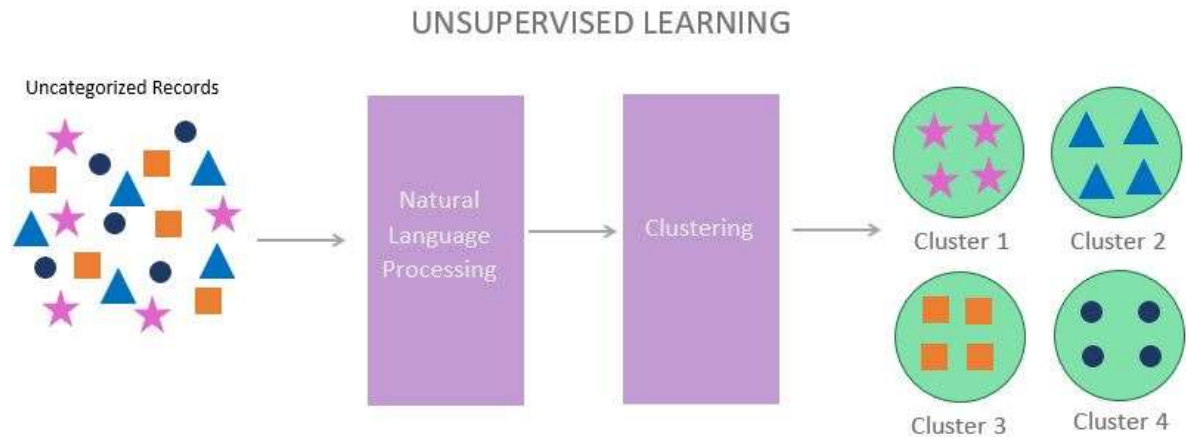 UNSUPERVISED LEARNING
Uncategorized Records
Natural
Language
Processing
Clustering
Cluster 1
Cluster 2
Cluster 3
Cluster 4